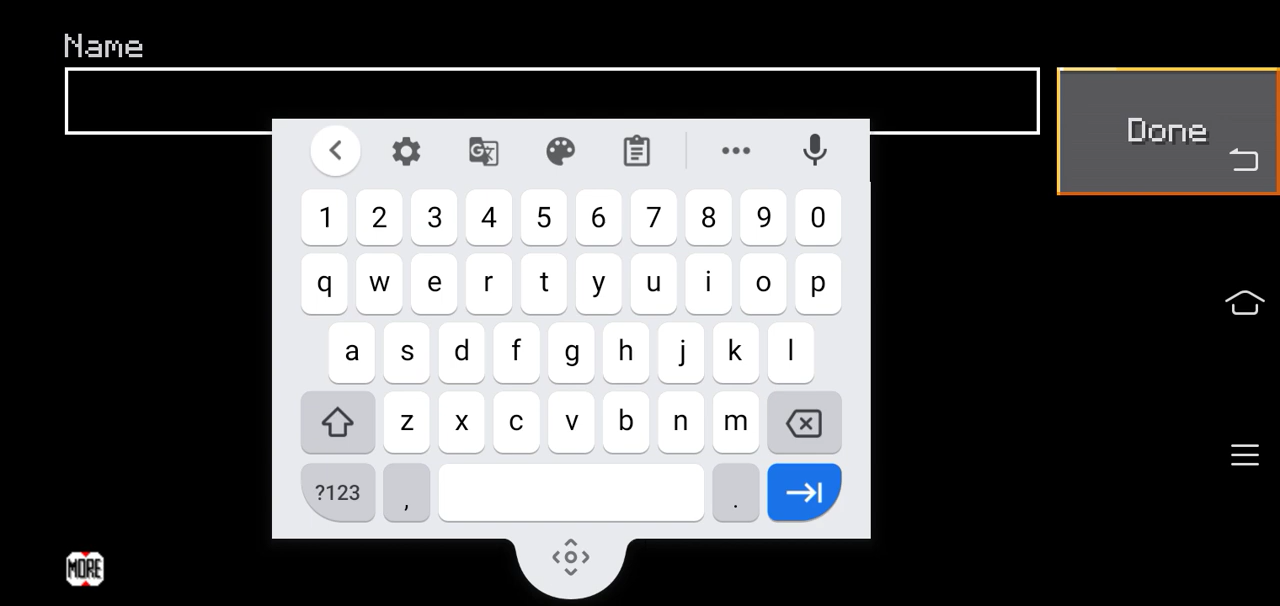 Name
Done
1 2 3 4 5 6 7 8 9 0
q w e r t y u i o p
a s d f g h j k l
z x c v b n m
?123 , .
MORE